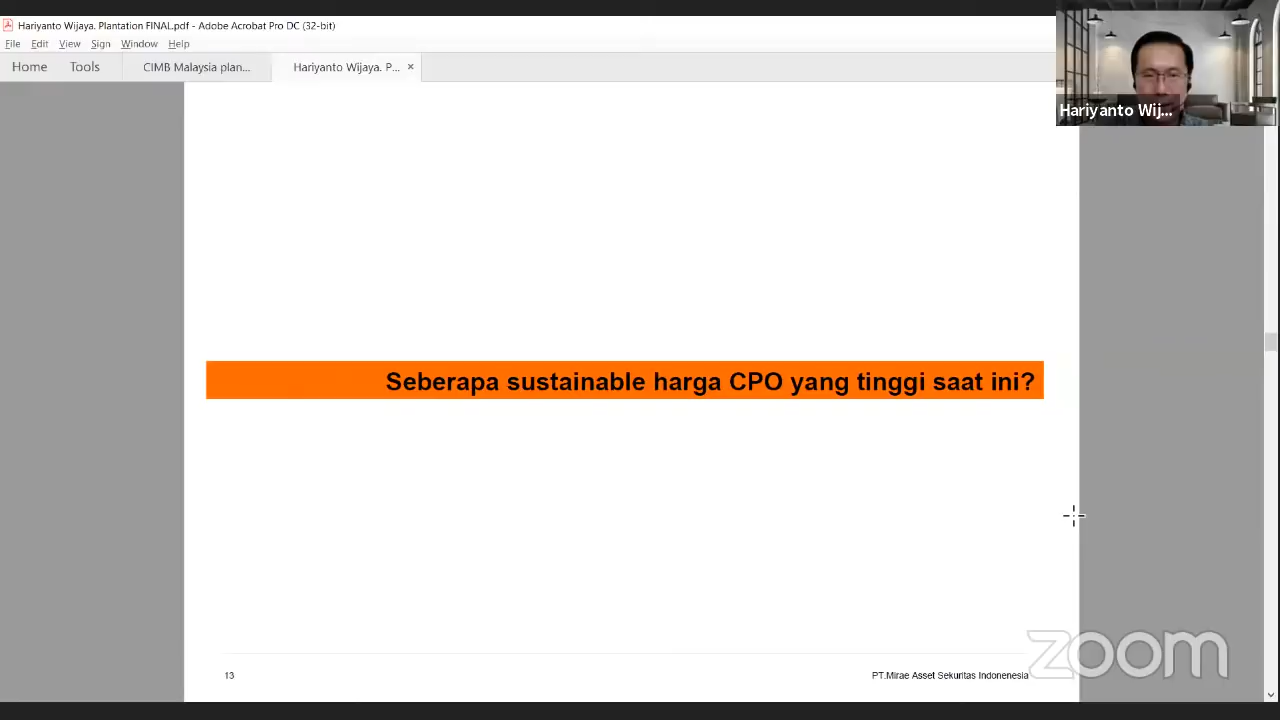 Hariyanto Wijaya. Plantation FINAL.pdf - Adobe Acrobat Pro DC (32-bit)
File Edit View Sign Window Help
Home Tools CIMB Malaysia plan... Hariyanto Wijaya. P... ×
Hariyanto Wij...
Seberapa sustainable harga CPO yang tinggi saat ini?
zoom
13 PT.Mirae Asset Sekuritas Indonenesia